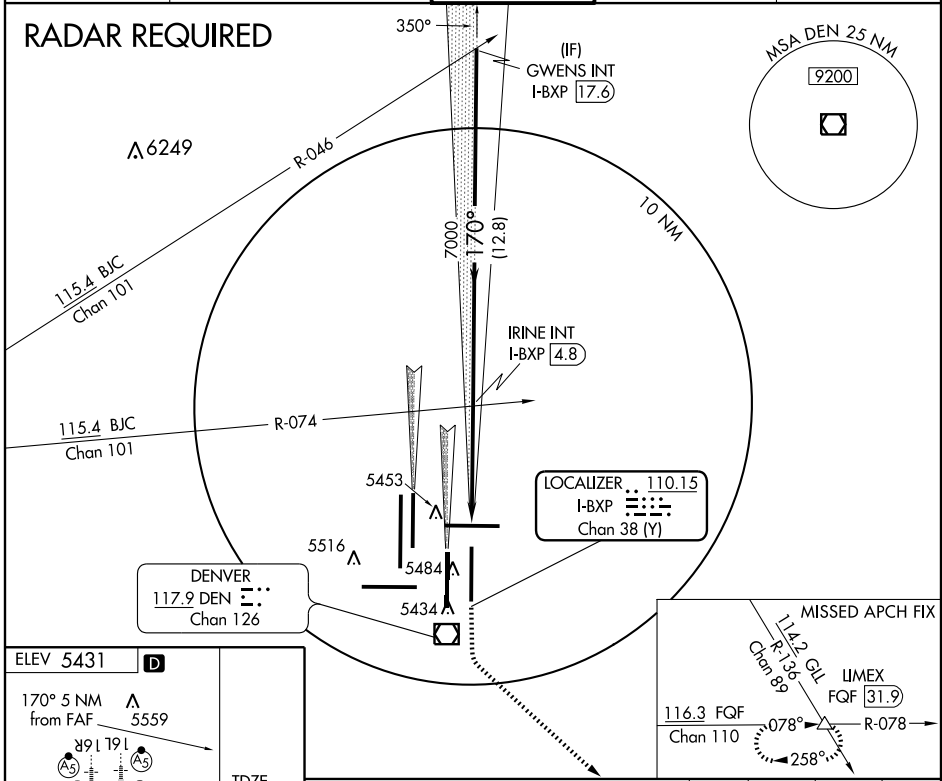 RADAR REQUIRED
350°
(IF)
GWENS INT
I-BXP 17.6
MSA DEN 25 NM
9200
6249
R-046
10 NM
7000
170°
(12.8)
115.4 BJC
Chan 101
IRINE INT
I-BXP 4.8
115.4 BJC
Chan 101
R-074
5453
LOCALIZER 110.15
I-BXP
Chan 38 (Y)
5516
5484
DENVER
117.9 DEN
Chan 126
5434
MISSED APCH FIX
114.2 GLL
R-136
Chan 89
LIMEX
FQF 31.9
116.3 FQF
Chan 110
078°
R-078
258°
ELEV 5431 D
170° 5 NM
from FAF
5559
16R 16L
A5 A5
TDZE